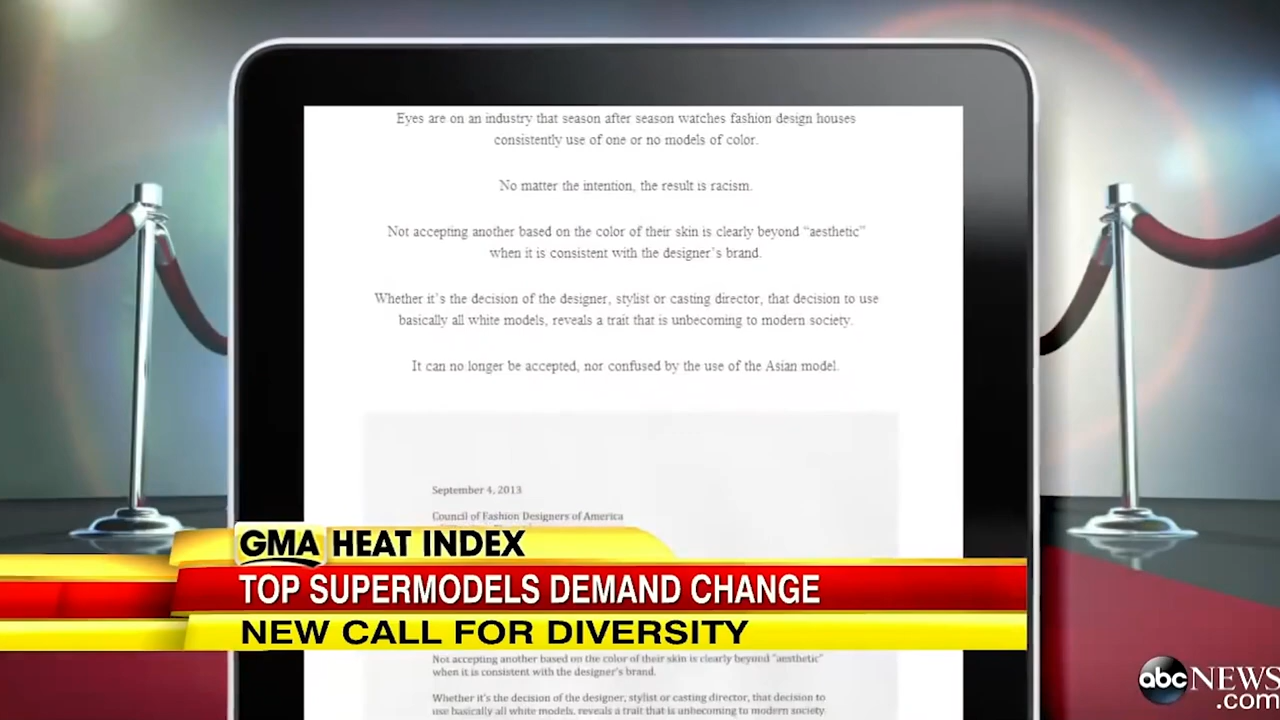 Eyes are on an industry that season after season watches fashion design houses
consistently use of one or no models of color.
No matter the intention, the result is racism.
Not accepting another based on the color of their skin is clearly beyond “aesthetic”
when it is consistent with the designer’s brand.
Whether it’s the decision of the designer, stylist or casting director, that decision to use
basically all white models, reveals a trait that is unbecoming to modern society.
It can no longer be accepted, nor confused by the use of the Asian model.
September 4, 2013
Council of Fashion Designers of America
GMA HEAT INDEX
TOP SUPERMODELS DEMAND CHANGE
NEW CALL FOR DIVERSITY
Not accepting another based on the color of their skin is clearly beyond “aesthetic”
when it is consistent with the designer’s brand.
Whether it’s the decision of the designer, stylist or casting director, that decision to
use basically all white models, reveals a trait that is unbecoming to modern society
abc NEWS
.com